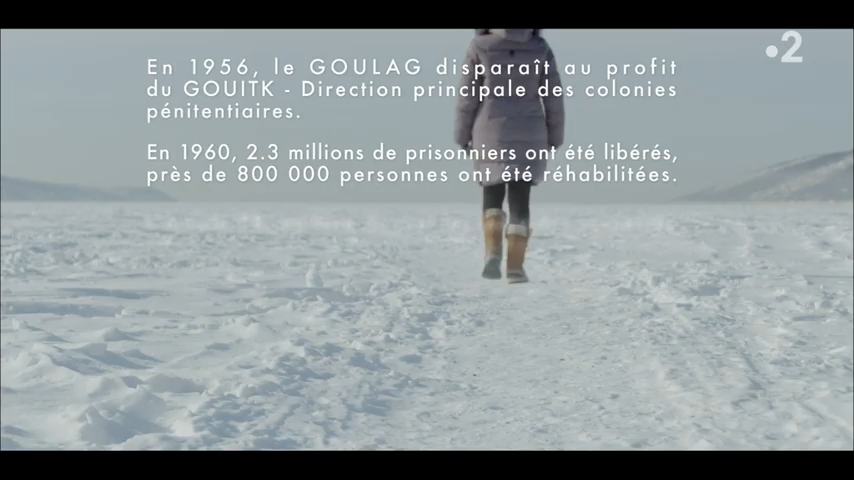 2
En 1956, le GOULAG disparaît au profit
du GOUITK - Direction principale des colonies
pénitentiaires.
En 1960, 2.3 millions de prisonniers ont été libérés,
près de 800 000 personnes ont été réhabilitées.